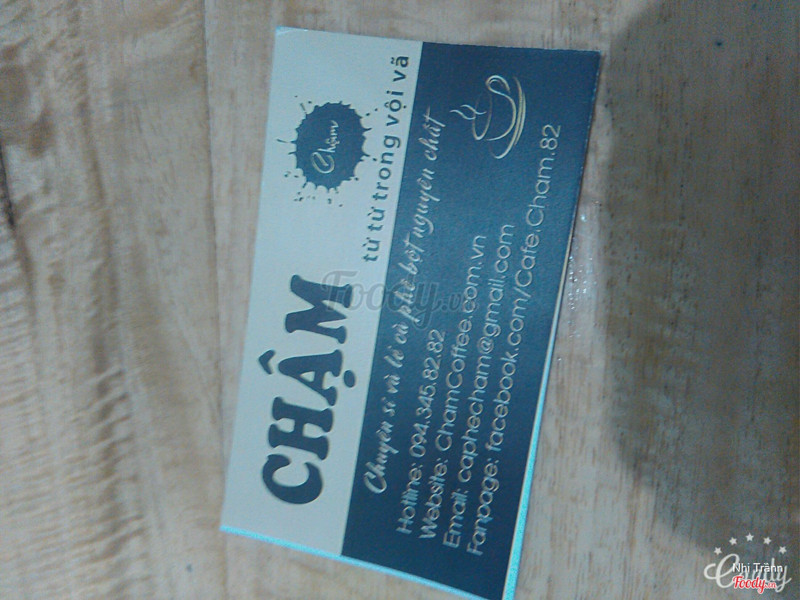 CHẬM
Chậm
từ từ trong vội vã
Chuyên sỉ và lẻ cà phê bột nguyên chất
Hotline: 094.345.82.82
Website: ChamCoffee.com.vn
Email: caphecham@gmail.com
Fanpage: facebook.com/Cafe.Cham.82
Foody.vn
Nhi Trần
Foody.vn